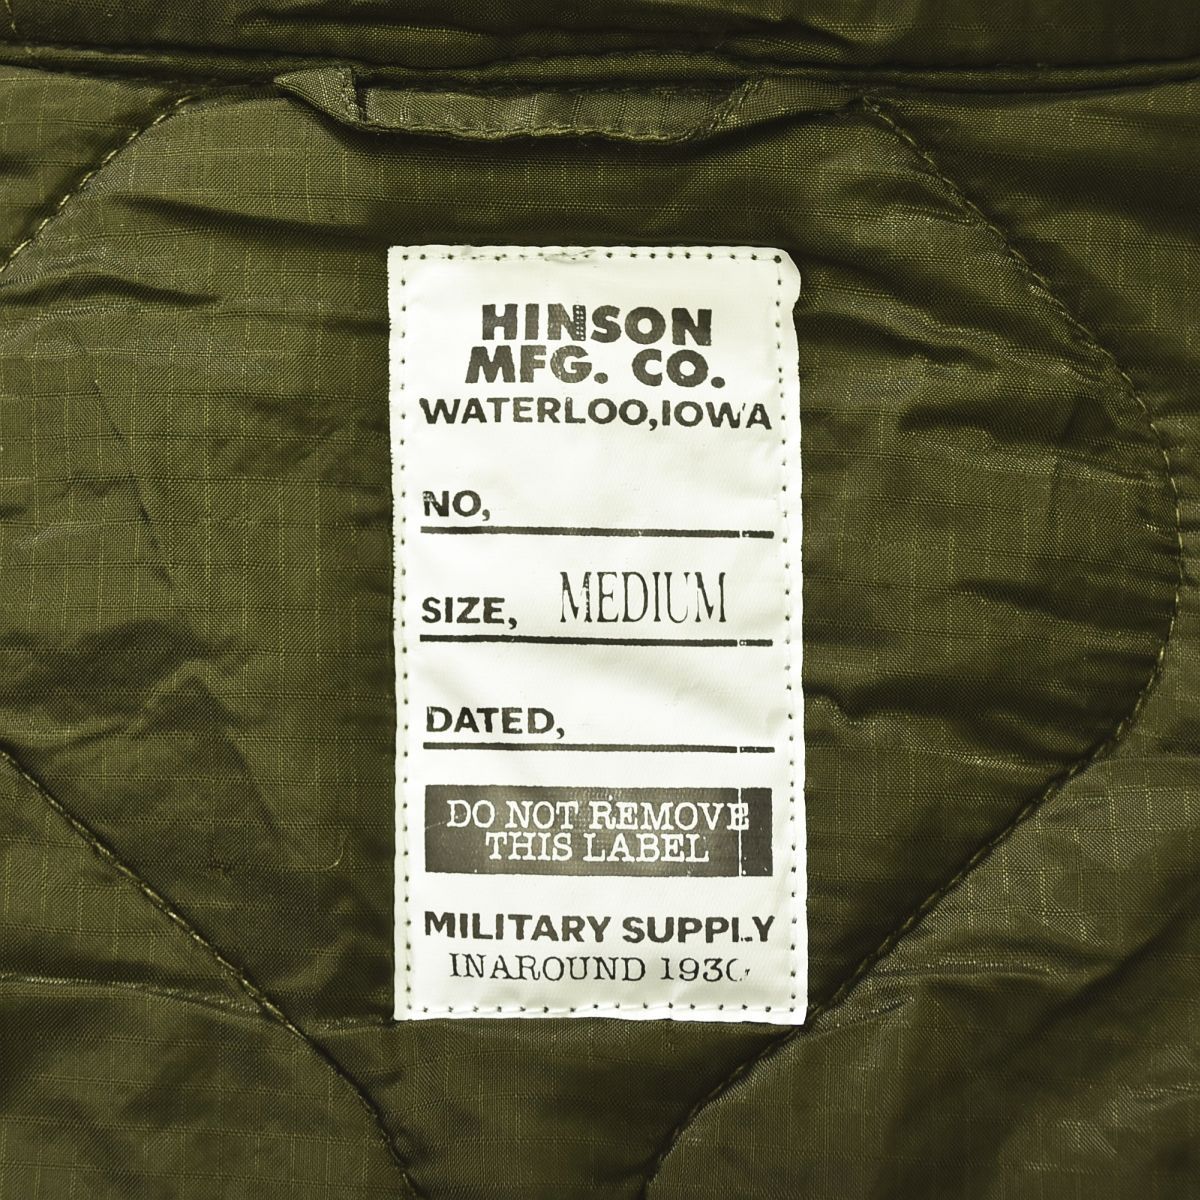 HINSON
MFG. CO.
WATERLOO,IOWA
NO,
SIZE, MEDIUM
DATED,
DO NOT REMOVE
THIS LABEL
MILITARY SUPPLY
INAROUND 1930